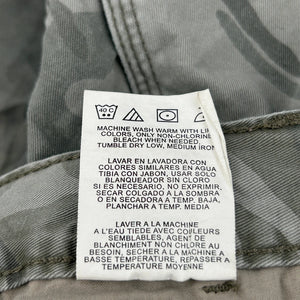 40 C
MACHINE WASH WARM WITH
COLORS, ONLY NON-CHLORINE
BLEACH WHEN NEEDED.
TUMBLE DRY LOW, MEDIUM IRON
LAVAR EN LAVADORA CON
COLORES SIMILARES EN AGUA
TIBIA CON JABON, USAR SOLO
BLANQUEADOR SIN CLORO
SI ES NECESARIO, NO EXPRIMIR,
SECAR COLGADO A LA SOMBRA
O EN SECADORA A TEMP. BAJA,
PLANCHAR A TEMP. MEDIA
LAVER A LA MACHINE
A L'EAU TIEDE AVEC COULEURS
SEMBLABLES, AGENT DE
BLANCHIMENT NON CHLORE AU
BESOIN, SECHER A LA MACHINE A
BASSE TEMPERATURE, REPASSER A
TEMPERATURE MOYENNE